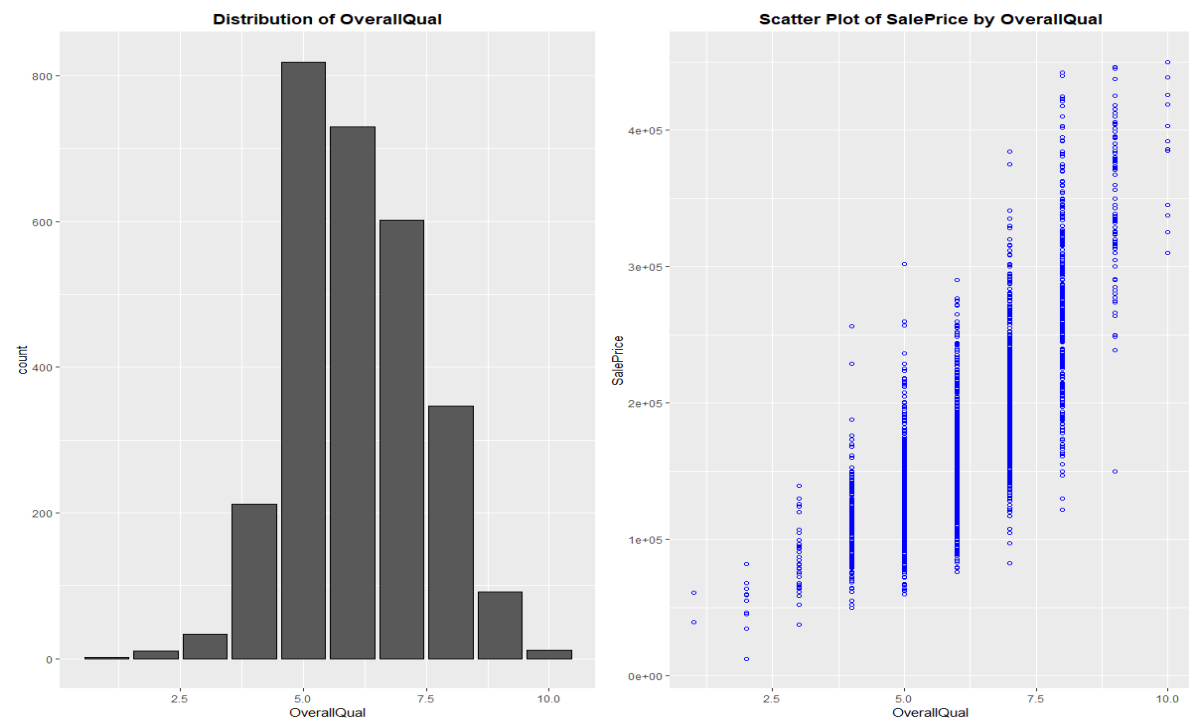 Distribution of OverallQual
800
600
400
200
0
count
2.5 5.0 7.5 10.0
OverallQual
Scatter Plot of SalePrice by OverallQual
4e+05
3e+05
2e+05
1e+05
0e+00
SalePrice
2.5 5.0 7.5 10.0
OverallQual